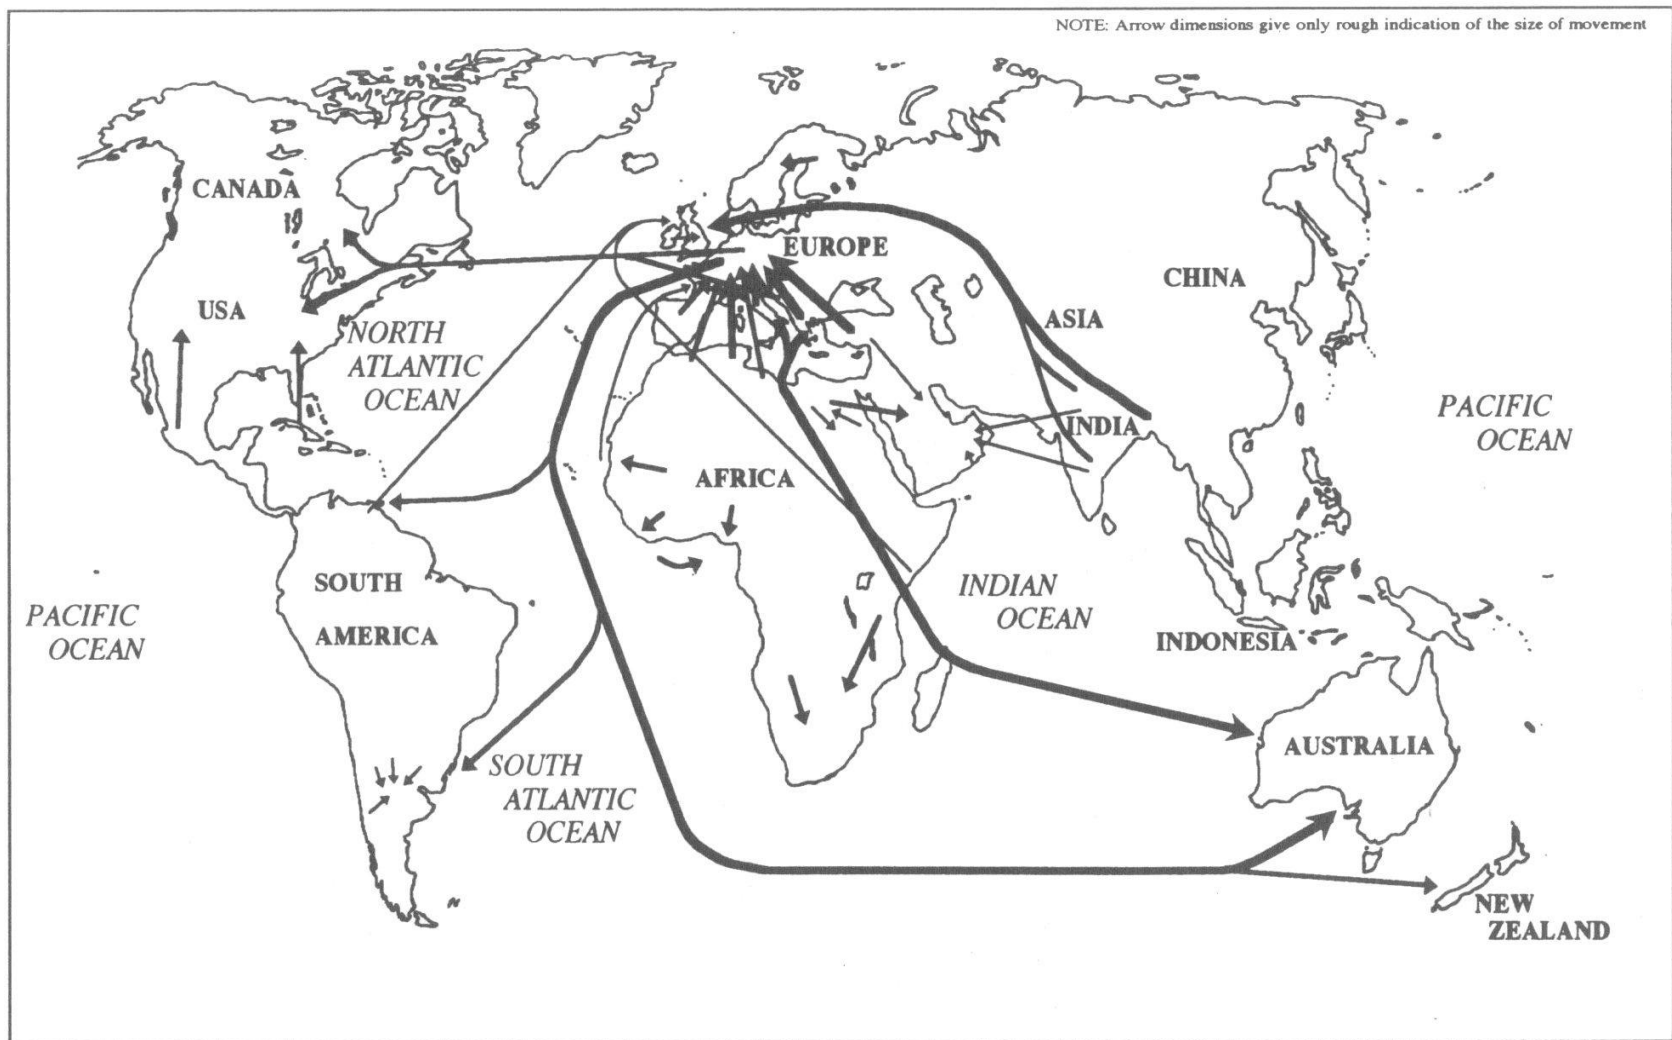 NOTE: Arrow dimensions give only rough indication of the size of movement
CANADA
EUROPE
CHINA
USA
ASIA
NORTH
ATLANTIC
OCEAN
PACIFIC
OCEAN
INDIA
AFRICA
SOUTH
AMERICA
INDIAN
OCEAN
PACIFIC
OCEAN
INDONESIA
AUSTRALIA
SOUTH
ATLANTIC
OCEAN
NEW
ZEALAND